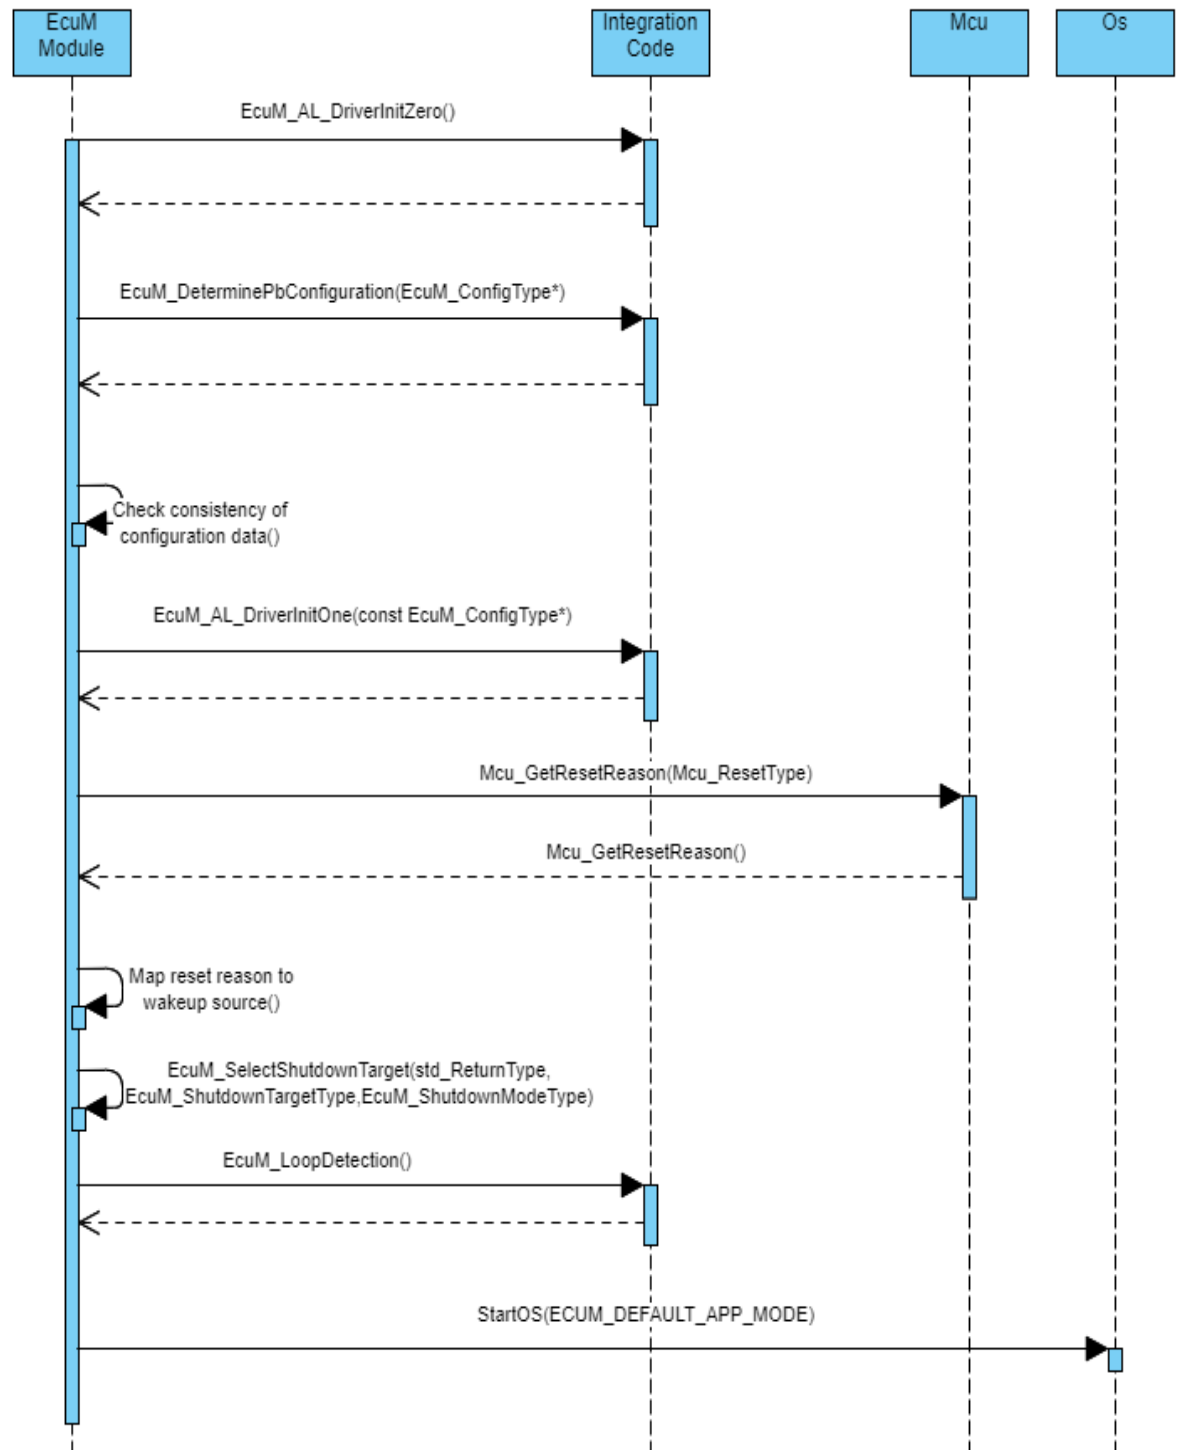 EcuM
Module
Integration
Code
Mcu
Os
EcuM_AL_DriverInitZero()
EcuM_DeterminePbConfiguration(EcuM_ConfigType*)
Check consistency of
configuration data()
EcuM_AL_DriverInitOne(const EcuM_ConfigType*)
Mcu_GetResetReason(Mcu_ResetType)
Mcu_GetResetReason()
Map reset reason to
wakeup source()
EcuM_SelectShutdownTarget(std_ReturnType,
EcuM_ShutdownTargetType,EcuM_ShutdownModeType)
EcuM_LoopDetection()
StartOS(ECUM_DEFAULT_APP_MODE)